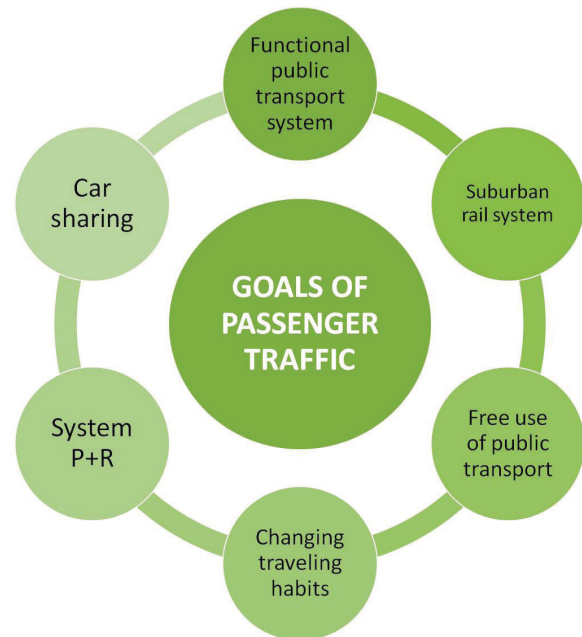 Functional
public
transport
system
Suburban
rail system
Free use
of public
transport
Changing
traveling
habits
System
P+R
Car
sharing
GOALS OF
PASSENGER
TRAFFIC